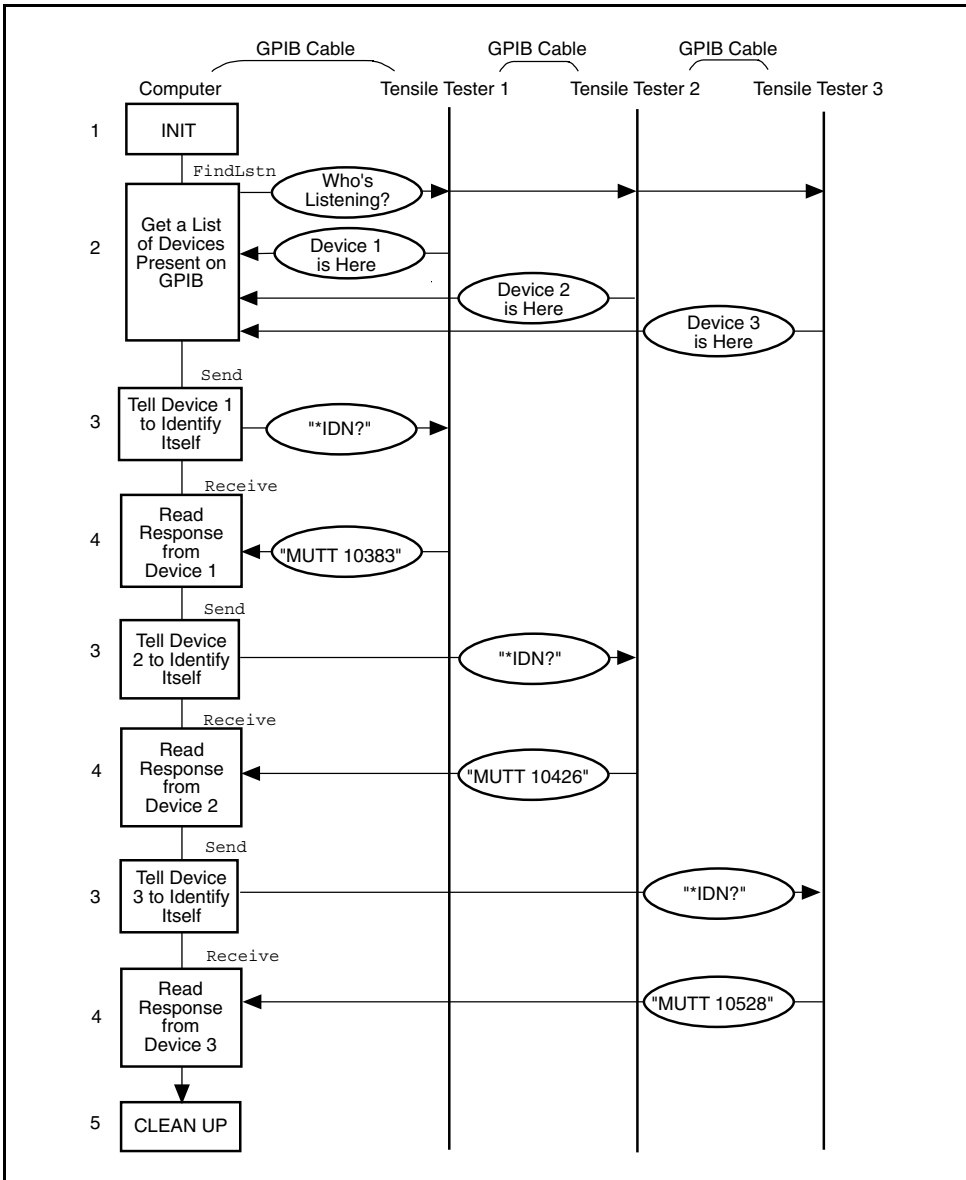 GPIB Cable GPIB Cable GPIB Cable
Computer Tensile Tester 1 Tensile Tester 2 Tensile Tester 3
1 INIT
FindLstn
Who's
Listening?
2
Get a List
of Devices
Present on
GPIB
Device 1
is Here
Device 2
is Here
Device 3
is Here
Send
3
Tell Device 1
to Identify
Itself
"*IDN?"
Receive
4
Read
Response
from
Device 1
"MUTT 10383"
Send
3
Tell Device
2 to Identify
Itself
"*IDN?"
Receive
4
Read
Response
from
Device 2
"MUTT 10426"
Send
3
Tell Device
3 to Identify
Itself
"*IDN?"
Receive
4
Read
Response
from
Device 3
"MUTT 10528"
5 CLEAN UP